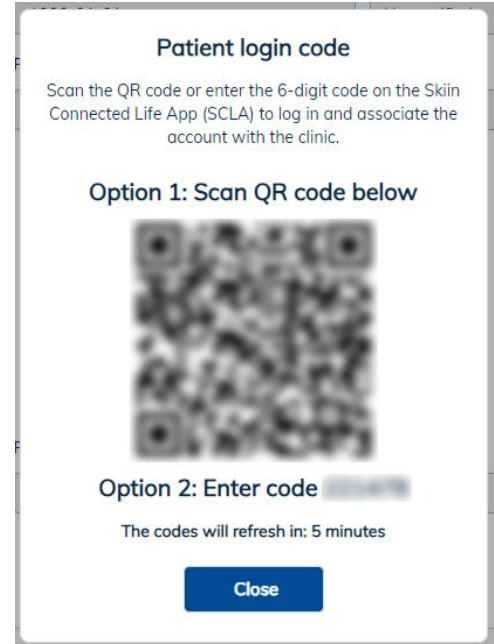 Patient login code
Scan the QR code or enter the 6-digit code on the Skiin
Connected Life App (SCLA) to log in and associate the
account with the clinic.
Option 1: Scan QR code below
Option 2: Enter code
The codes will refresh in: 5 minutes
Close